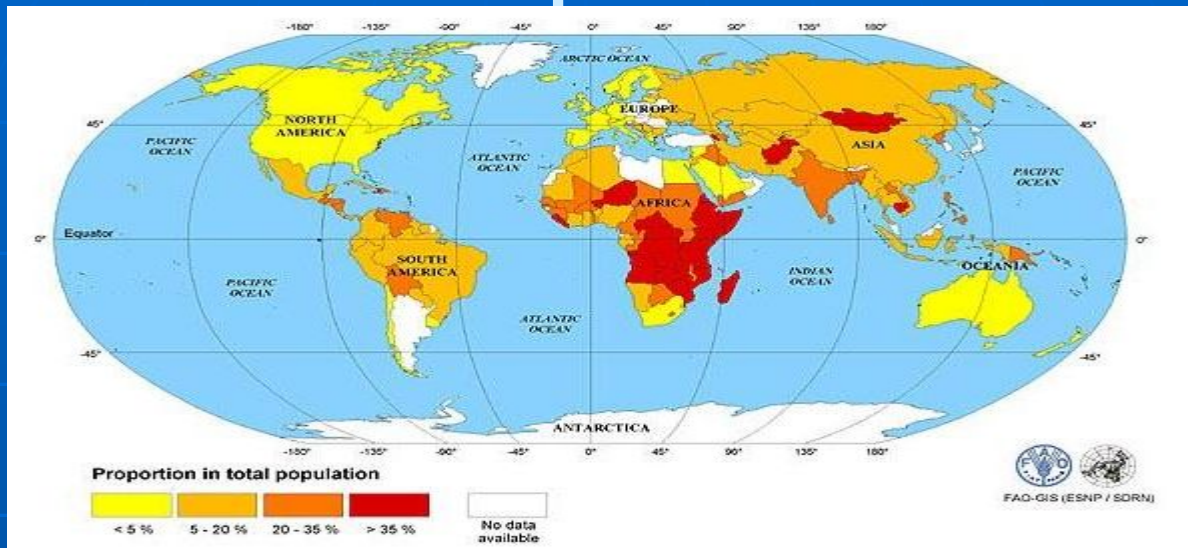 -180° -135° -90° -45° 0° 45° 90° 135° 180°
ARCTIC OCEAN
EUROPE
NORTH
AMERICA
45° 45°
PACIFIC
OCEAN
ATLANTIC
OCEAN
ASIA
PACIFIC
OCEAN
AFRICA
0° Equator 0°
SOUTH
AMERICA
INDIAN
OCEAN
OCEANIA
PACIFIC
OCEAN
ATLANTIC
OCEAN
-45° -45°
ANTARCTICA
-180° -135° -90° -45° 0° 45° 90° 135° 180°
Proportion in total population
< 5 % 5 - 20 % 20 - 35 % > 35 % No data
available
FAO
FAO-GIS (ESNP / SDRN)